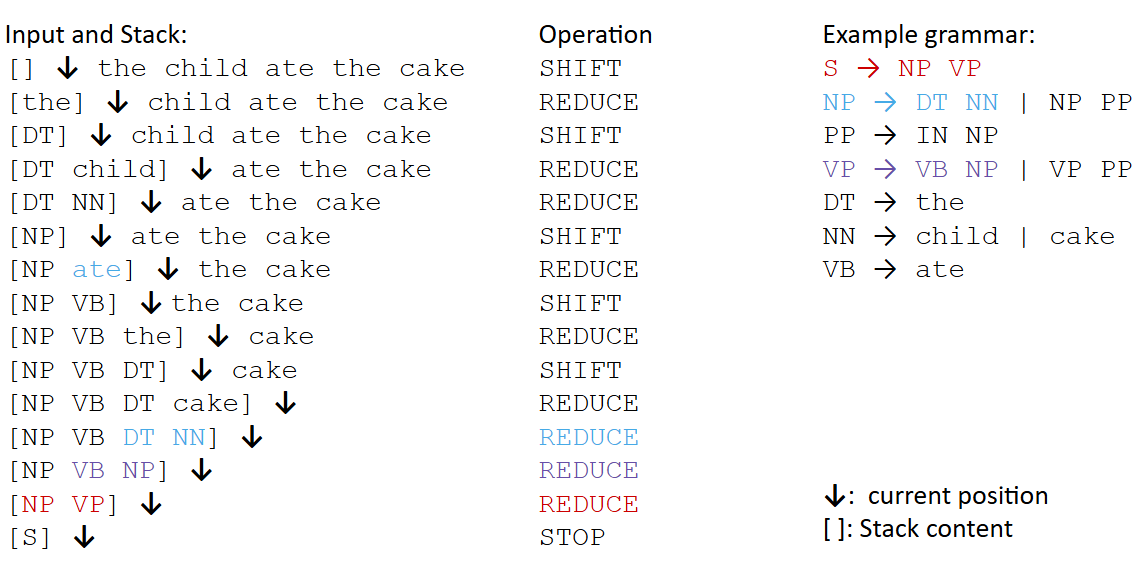 Input and Stack:
[] ↓ the child ate the cake
[the] ↓ child ate the cake
[DT] ↓ child ate the cake
[DT child] ↓ ate the cake
[DT NN] ↓ ate the cake
[NP] ↓ ate the cake
[NP ate] ↓ the cake
[NP VB] ↓ the cake
[NP VB the] ↓ cake
[NP VB DT] ↓ cake
[NP VB DT cake] ↓
[NP VB DT NN] ↓
[NP VB NP] ↓
[NP VP] ↓
[S] ↓
Operation
SHIFT
REDUCE
SHIFT
REDUCE
REDUCE
SHIFT
REDUCE
SHIFT
REDUCE
SHIFT
REDUCE
REDUCE
REDUCE
REDUCE
STOP
Example grammar:
S → NP VP
NP → DT NN | NP PP
PP → IN NP
VP → VB NP | VP PP
DT → the
NN → child | cake
VB → ate
↓: current position
[ ]: Stack content